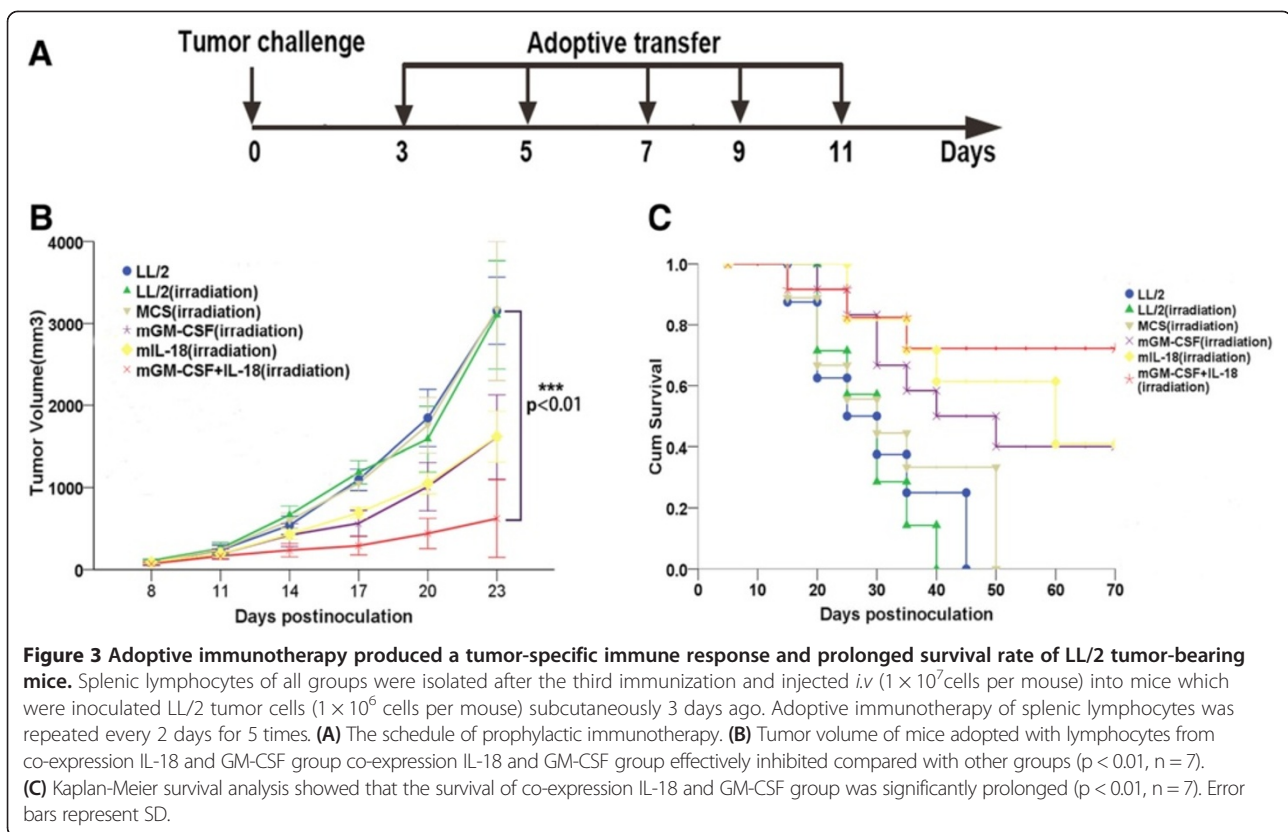 A
Tumor challenge
Adoptive transfer
0 3 5 7 9 11 Days
B
4000
3000
2000
1000
0
Tumor Volume(mm3)
LL/2
LL/2(irradiation)
MCS(irradiation)
mGM-CSF(irradiation)
mIL-18(irradiation)
mGM-CSF+IL-18(irradiation)
***
p<0.01
8 11 14 17 20 23
Days postinoculation
C
1.0
0.8
0.6
0.4
0.2
0.0
Cum Survival
LL/2
LL/2(irradiation)
MCS(irradiation)
mGM-CSF(irradiation)
mIL-18(irradiation)
mGM-CSF+IL-18
(irradiation)
0 10 20 30 40 50 60 70
Days postinoculation
Figure 3 Adoptive immunotherapy produced a tumor-specific immune response and prolonged survival rate of LL/2 tumor-bearing
mice. Splenic lymphocytes of all groups were isolated after the third immunization and injected i.v (1 × 10⁷cells per mouse) into mice which
were inoculated LL/2 tumor cells (1 × 10⁶ cells per mouse) subcutaneously 3 days ago. Adoptive immunotherapy of splenic lymphocytes was
repeated every 2 days for 5 times. (A) The schedule of prophylactic immunotherapy. (B) Tumor volume of mice adopted with lymphocytes from
co-expression IL-18 and GM-CSF group co-expression IL-18 and GM-CSF group effectively inhibited compared with other groups (p < 0.01, n = 7).
(C) Kaplan-Meier survival analysis showed that the survival of co-expression IL-18 and GM-CSF group was significantly prolonged (p < 0.01, n = 7). Error
bars represent SD.